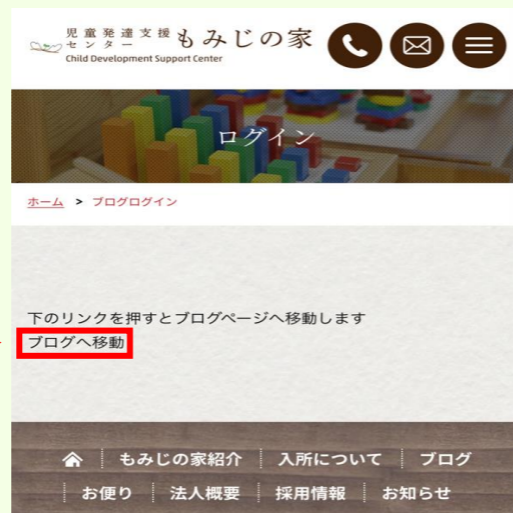 児童発達支援
センター
もみじの家
Child Development Support Center
ログイン
ホーム > ブログログイン
下のリンクを押すとブログページへ移動します
ブログへ移動
もみじの家紹介 入所について ブログ
お便り 法人概要 採用情報 お知らせ